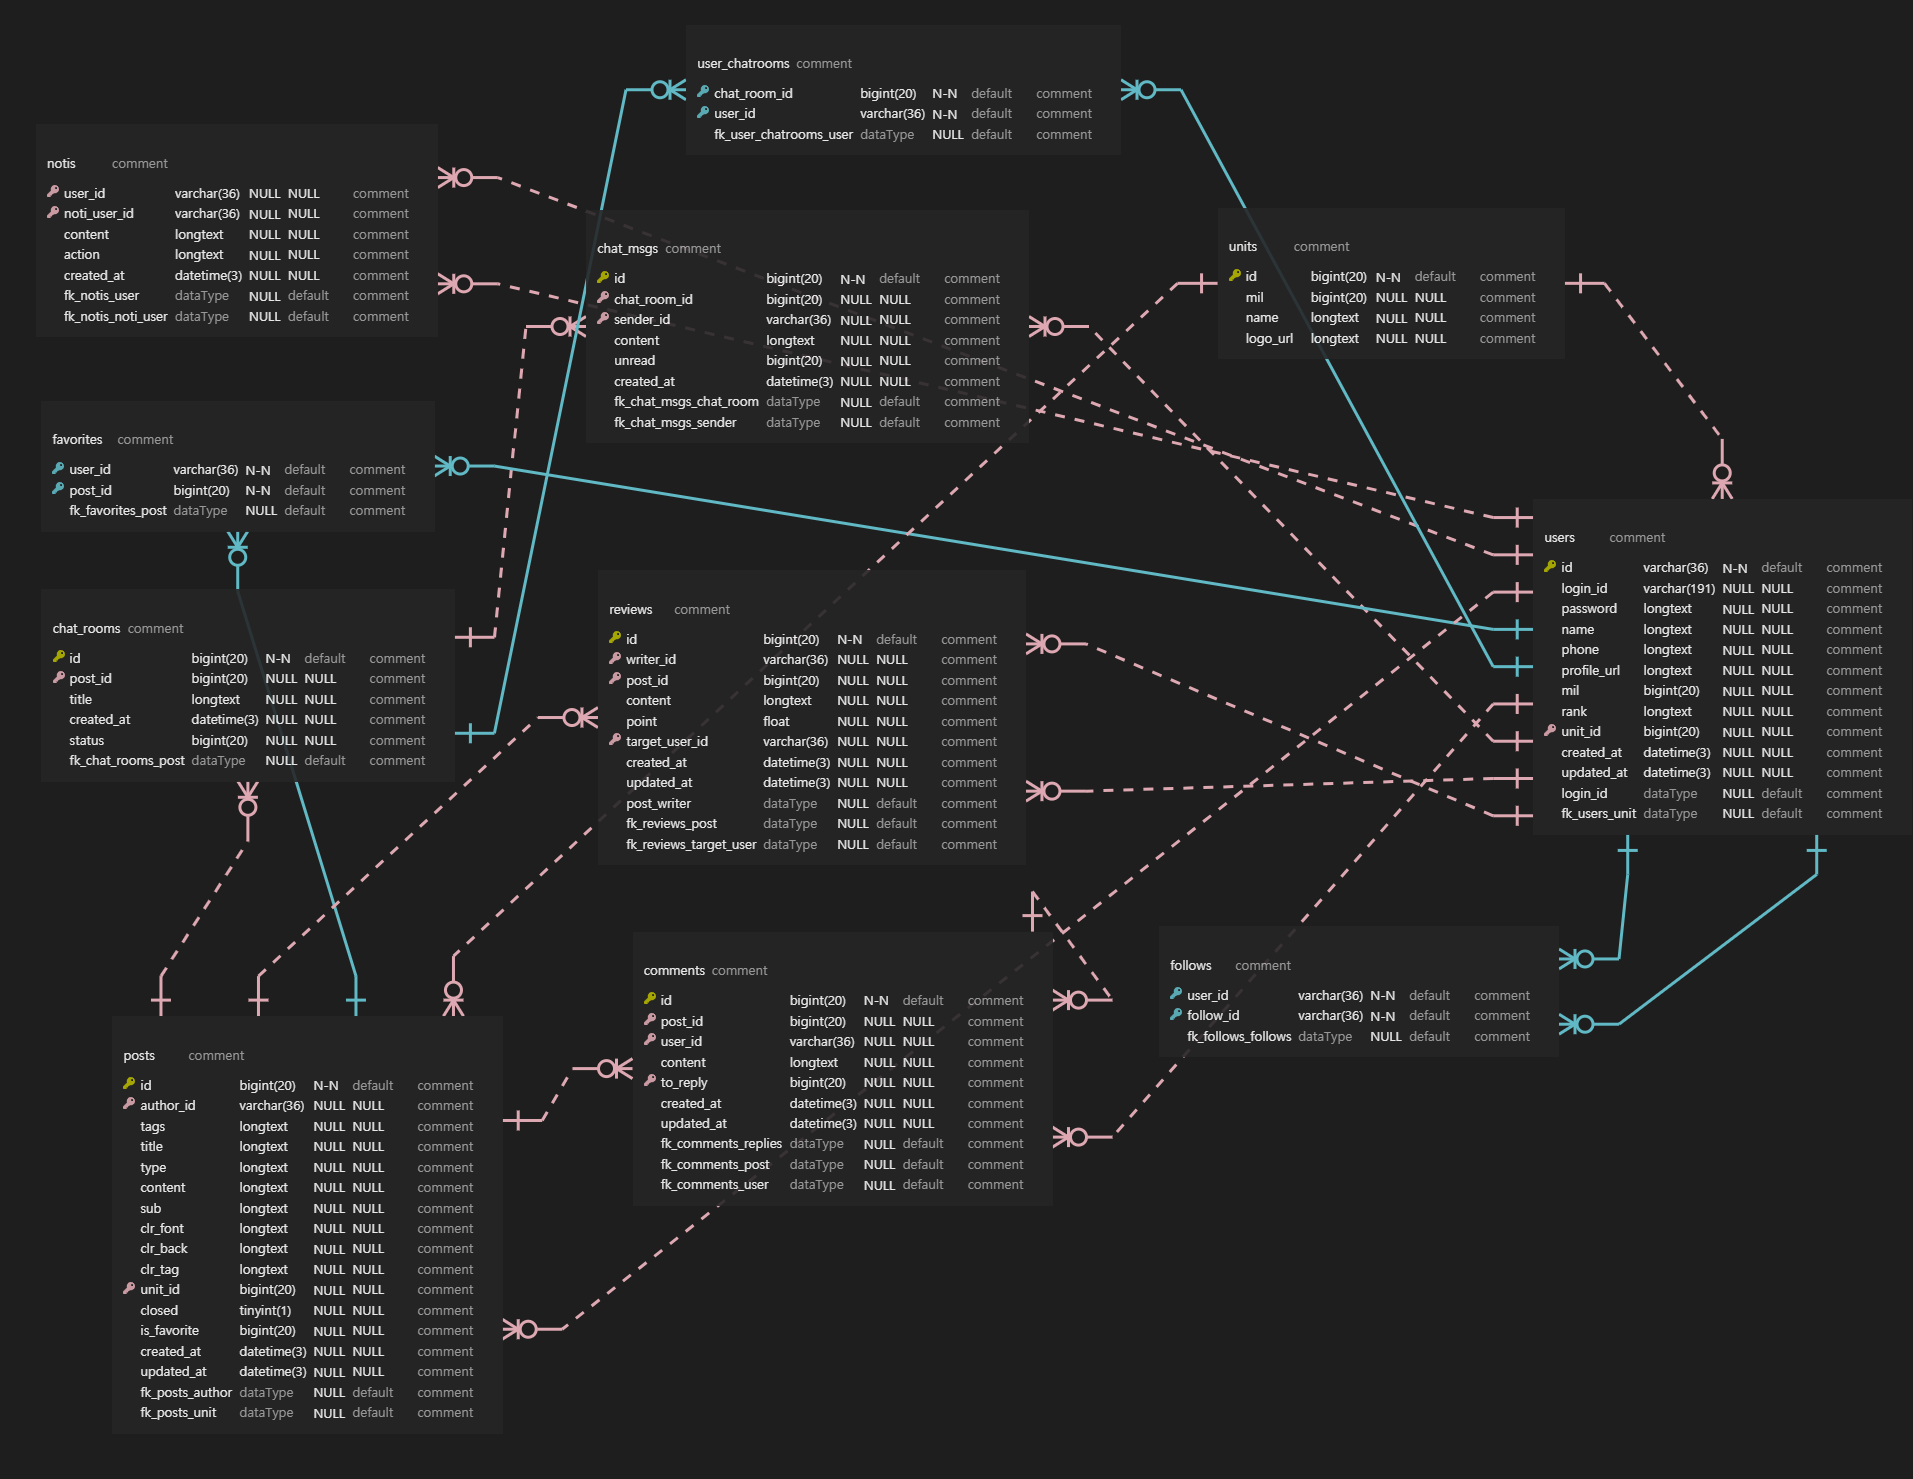 user_chatrooms comment
chat_room_id bigint(20) N-N default comment
user_id varchar(36) N-N default comment
fk_user_chatrooms_user dataType NULL default comment
notis comment
user_id varchar(36) NULL NULL comment
noti_user_id varchar(36) NULL NULL comment
content longtext NULL NULL comment
action longtext NULL NULL comment
created_at datetime(3) NULL NULL comment
fk_notis_user dataType NULL default comment
fk_notis_noti_user dataType NULL default comment
chat_msgs comment
id bigint(20) N-N default comment
chat_room_id bigint(20) NULL NULL comment
sender_id varchar(36) NULL NULL comment
content longtext NULL NULL comment
unread bigint(20) NULL NULL comment
created_at datetime(3) NULL NULL comment
fk_chat_msgs_chat_room dataType NULL default comment
fk_chat_msgs_sender dataType NULL default comment
units comment
id bigint(20) N-N default comment
mil bigint(20) NULL NULL comment
name longtext NULL NULL comment
logo_url longtext NULL NULL comment
favorites comment
user_id varchar(36) N-N default comment
post_id bigint(20) N-N default comment
fk_favorites_post dataType NULL default comment
users comment
id varchar(36) N-N default comment
login_id varchar(191) NULL NULL comment
password longtext NULL NULL comment
name longtext NULL NULL comment
phone longtext NULL NULL comment
profile_url longtext NULL NULL comment
mil bigint(20) NULL NULL comment
rank longtext NULL NULL comment
unit_id bigint(20) NULL NULL comment
created_at datetime(3) NULL NULL comment
updated_at datetime(3) NULL NULL comment
login_id dataType NULL default comment
fk_users_unit dataType NULL default comment
chat_rooms comment
id bigint(20) N-N default comment
post_id bigint(20) NULL NULL comment
title longtext NULL NULL comment
created_at datetime(3) NULL NULL comment
status bigint(20) NULL NULL comment
fk_chat_rooms_post dataType NULL default comment
reviews comment
id bigint(20) N-N default comment
writer_id varchar(36) NULL NULL comment
post_id bigint(20) NULL NULL comment
content longtext NULL NULL comment
point float NULL NULL comment
target_user_id varchar(36) NULL NULL comment
created_at datetime(3) NULL NULL comment
updated_at datetime(3) NULL NULL comment
post_writer dataType NULL default comment
fk_reviews_post dataType NULL default comment
fk_reviews_target_user dataType NULL default comment
comments comment
id bigint(20) N-N default comment
post_id bigint(20) NULL NULL comment
user_id varchar(36) NULL NULL comment
content longtext NULL NULL comment
to_reply bigint(20) NULL NULL comment
created_at datetime(3) NULL NULL comment
updated_at datetime(3) NULL NULL comment
fk_comments_replies dataType NULL default comment
fk_comments_post dataType NULL default comment
fk_comments_user dataType NULL default comment
follows comment
user_id varchar(36) N-N default comment
follow_id varchar(36) N-N default comment
fk_follows_follows dataType NULL default comment
posts comment
id bigint(20) N-N default comment
author_id varchar(36) NULL NULL comment
tags longtext NULL NULL comment
title longtext NULL NULL comment
type longtext NULL NULL comment
content longtext NULL NULL comment
sub longtext NULL NULL comment
clr_font longtext NULL NULL comment
clr_back longtext NULL NULL comment
clr_tag longtext NULL NULL comment
unit_id bigint(20) NULL NULL comment
closed tinyint(1) NULL NULL comment
is_favorite bigint(20) NULL NULL comment
created_at datetime(3) NULL NULL comment
updated_at datetime(3) NULL NULL comment
fk_posts_author dataType NULL default comment
fk_posts_unit dataType NULL default comment